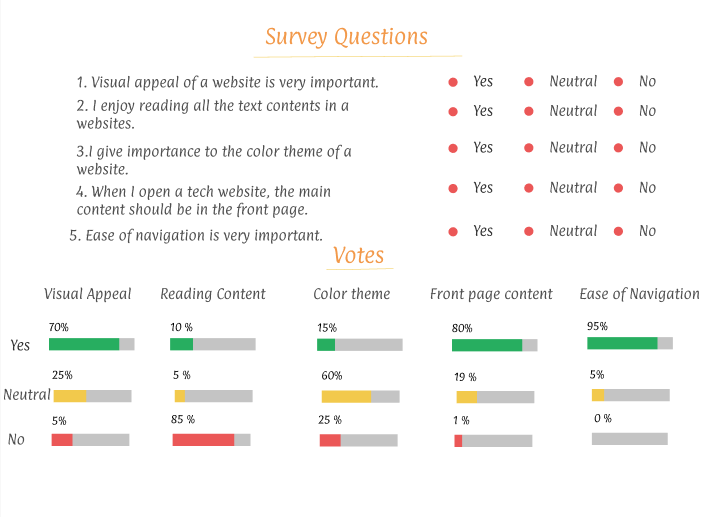 Survey Questions
1. Visual appeal of a website is very important. Yes Neutral No
2. I enjoy reading all the text contents in a
websites. Yes Neutral No
3.I give importance to the color theme of a
website. Yes Neutral No
4. When I open a tech website, the main
content should be in the front page. Yes Neutral No
5. Ease of navigation is very important. Yes Neutral No
Votes
Visual Appeal Reading Content Color theme Front page content Ease of Navigation
70% 10 % 15% 80% 95%
Yes
25% 5 % 60% 19 % 5%
Neutral
5% 85 % 25 % 1 % 0 %
No